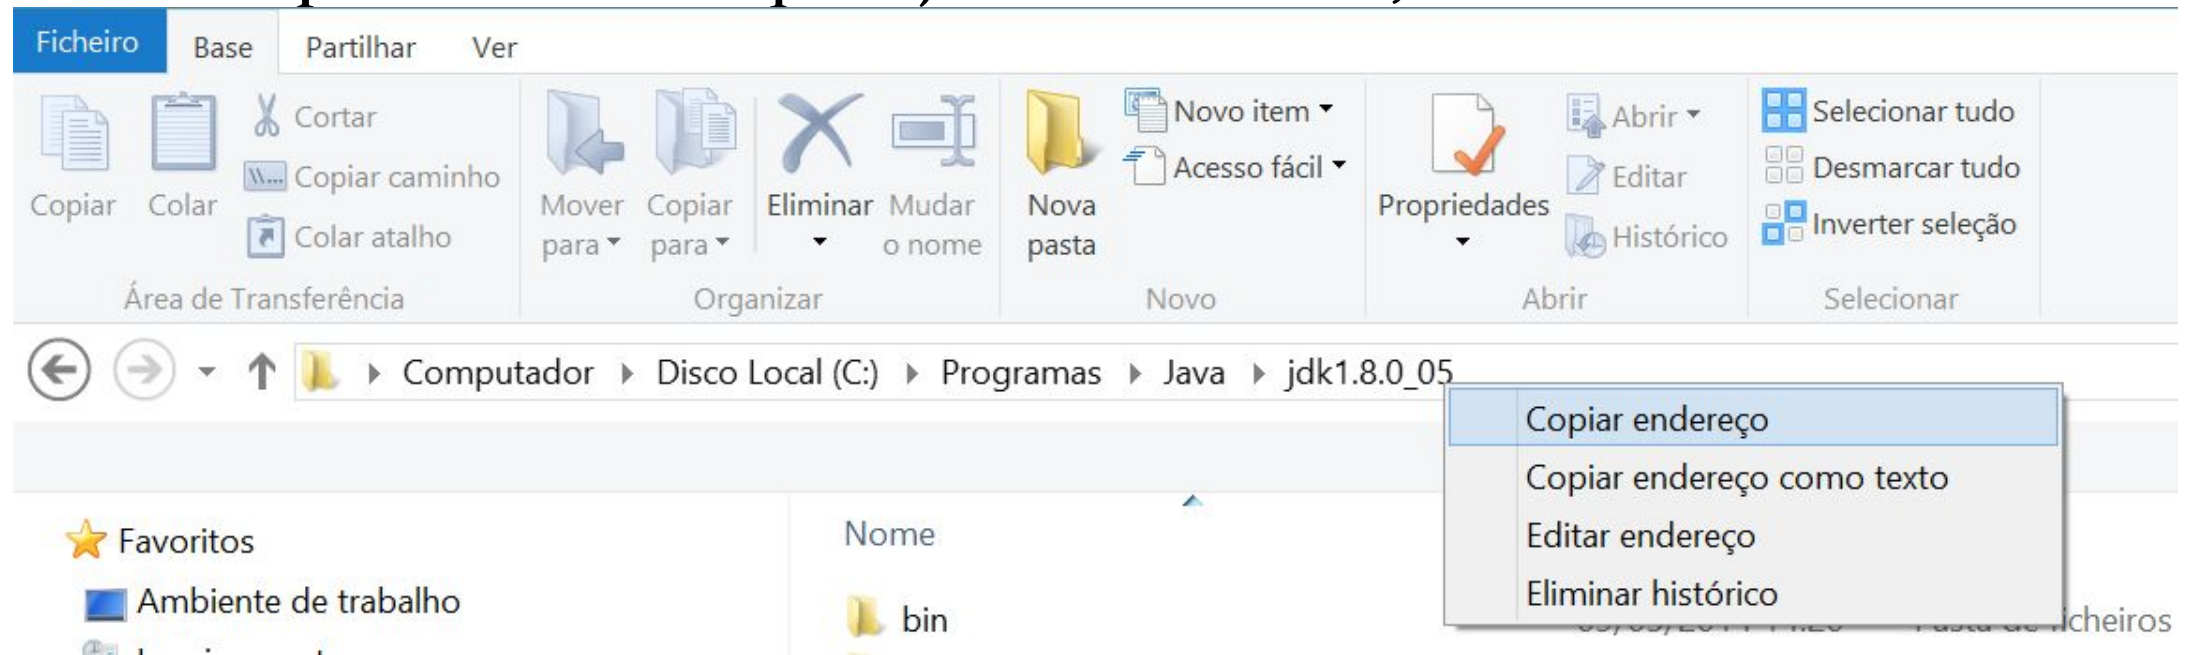 Ficheiro Base Partilhar Ver
Copiar Colar Cortar
Copiar caminho
Colar atalho
Área de Transferência
Mover para Copiar para Eliminar Mudar o nome
Organizar
Nova pasta Novo item
Acesso fácil
Novo
Propriedades Abrir
Editar
Histórico
Abrir
Selecionar tudo
Desmarcar tudo
Inverter seleção
Selecionar
Computador Disco Local (C:) Programas Java jdk1.8.0_05
Copiar endereço
Copiar endereço como texto
Editar endereço
Eliminar histórico
Favoritos
Ambiente de trabalho
Nome
bin